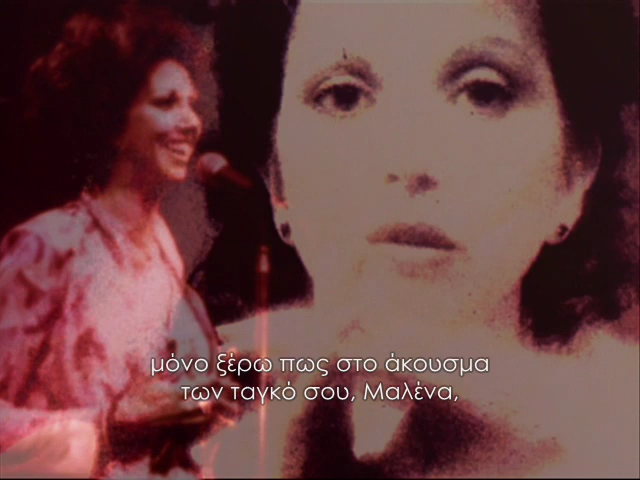 μόνο ξέρω πως στο άκουσμα
των ταγκό σου, Μαλένα,